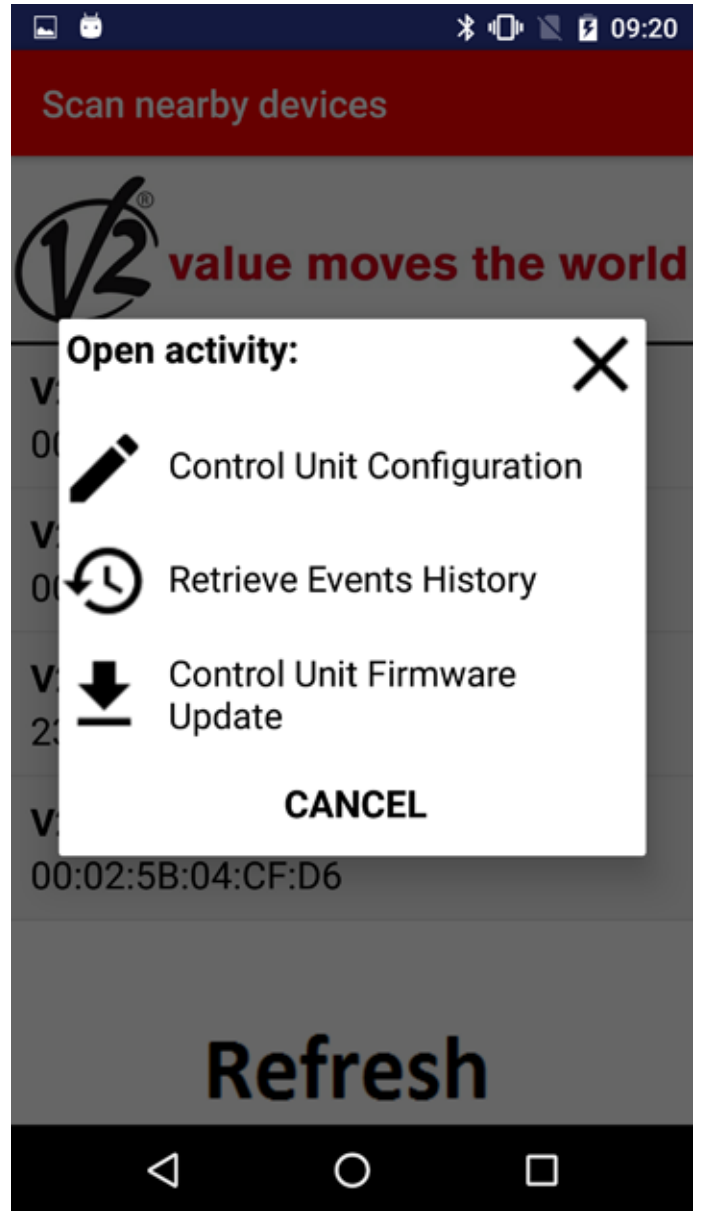 09:20
Scan nearby devices
V2®
value moves the world
Open activity:
Control Unit Configuration
Retrieve Events History
Control Unit Firmware
Update
CANCEL
00:02:5B:04:CF:D6
Refresh